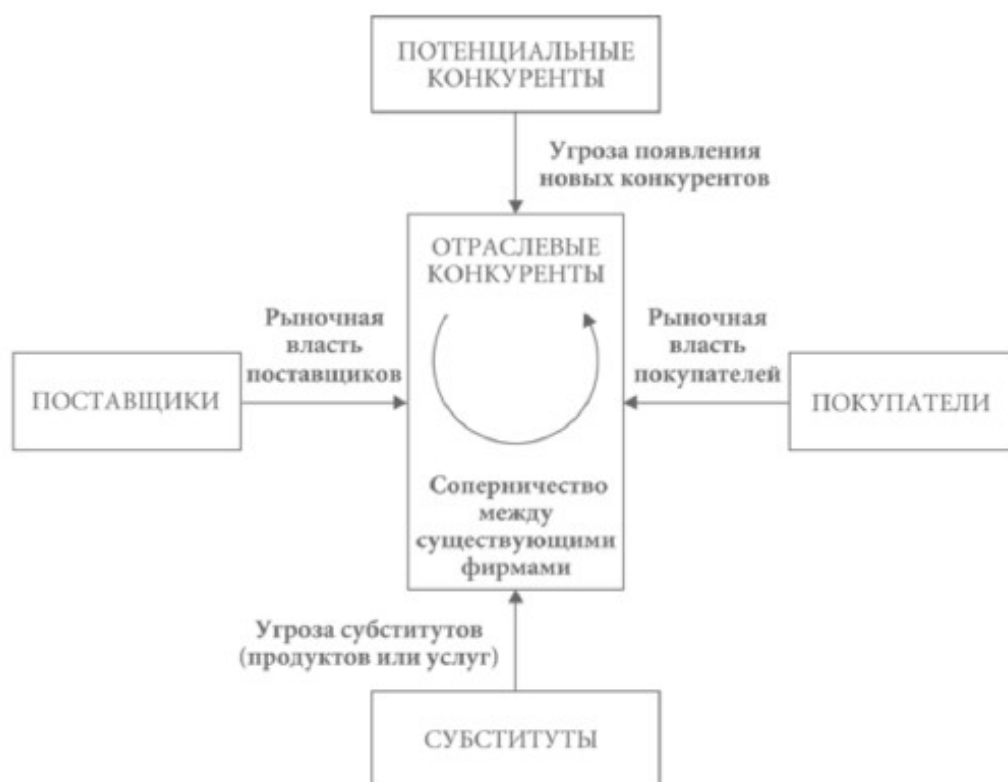 ПОТЕНЦИАЛЬНЫЕ
КОНКУРЕНТЫ
Угроза появления
новых конкурентов
ОТРАСЛЕВЫЕ
КОНКУРЕНТЫ
Рыночная
власть
поставщиков
Рыночная
власть
покупателей
ПОСТАВЩИКИ
ПОКУПАТЕЛИ
Соперничество
между
существующими
фирмами
Угроза субститутов
(продуктов или услуг)
СУБСТИТУТЫ